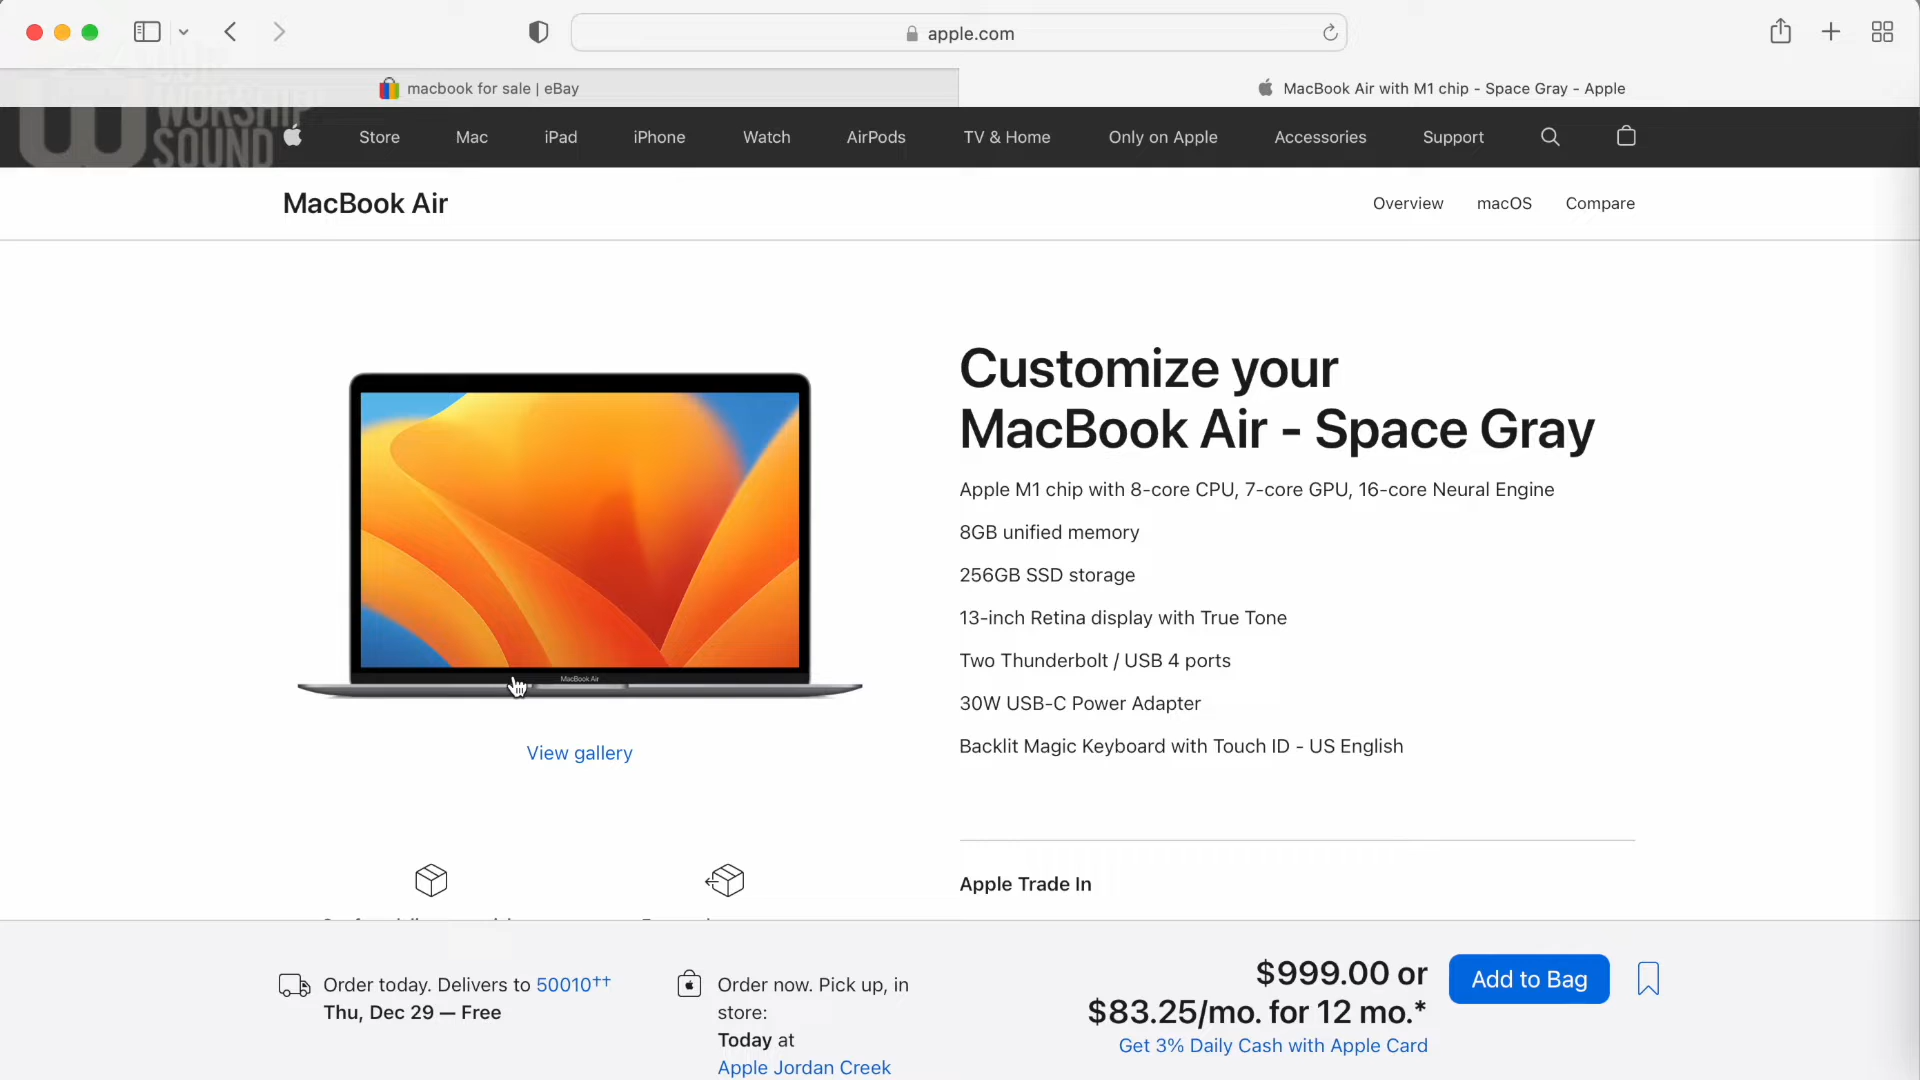 apple.com
macbook for sale | eBay
MacBook Air with M1 chip - Space Gray - Apple
WORSHIP
SOUND
Store
Mac
iPad
iPhone
Watch
AirPods
TV & Home
Only on Apple
Accessories
Support
MacBook Air
Overview
macOS
Compare
Customize your
MacBook Air - Space Gray
Apple M1 chip with 8-core CPU, 7-core GPU, 16-core Neural Engine
8GB unified memory
256GB SSD storage
13-inch Retina display with True Tone
Two Thunderbolt / USB 4 ports
30W USB-C Power Adapter
Backlit Magic Keyboard with Touch ID - US English
MacBook Air
View gallery
Apple Trade In
Order today. Delivers to 50010††
Thu, Dec 29 — Free
Order now. Pick up, in
store:
Today at
Apple Jordan Creek
$999.00 or
$83.25/mo. for 12 mo.*
Get 3% Daily Cash with Apple Card
Add to Bag